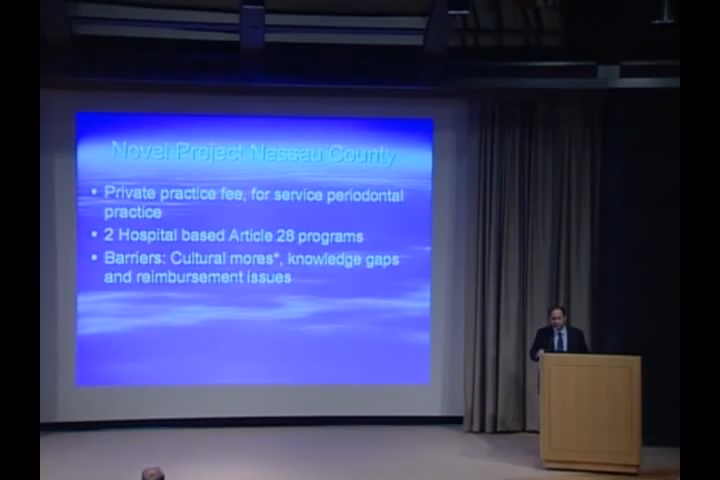 Novel Project Nassau County
▪ Private practice fee, for service periodontal
practice
▪ 2 Hospital based Article 28 programs
▪ Barriers: Cultural mores*, knowledge gaps
and reimbursement issues